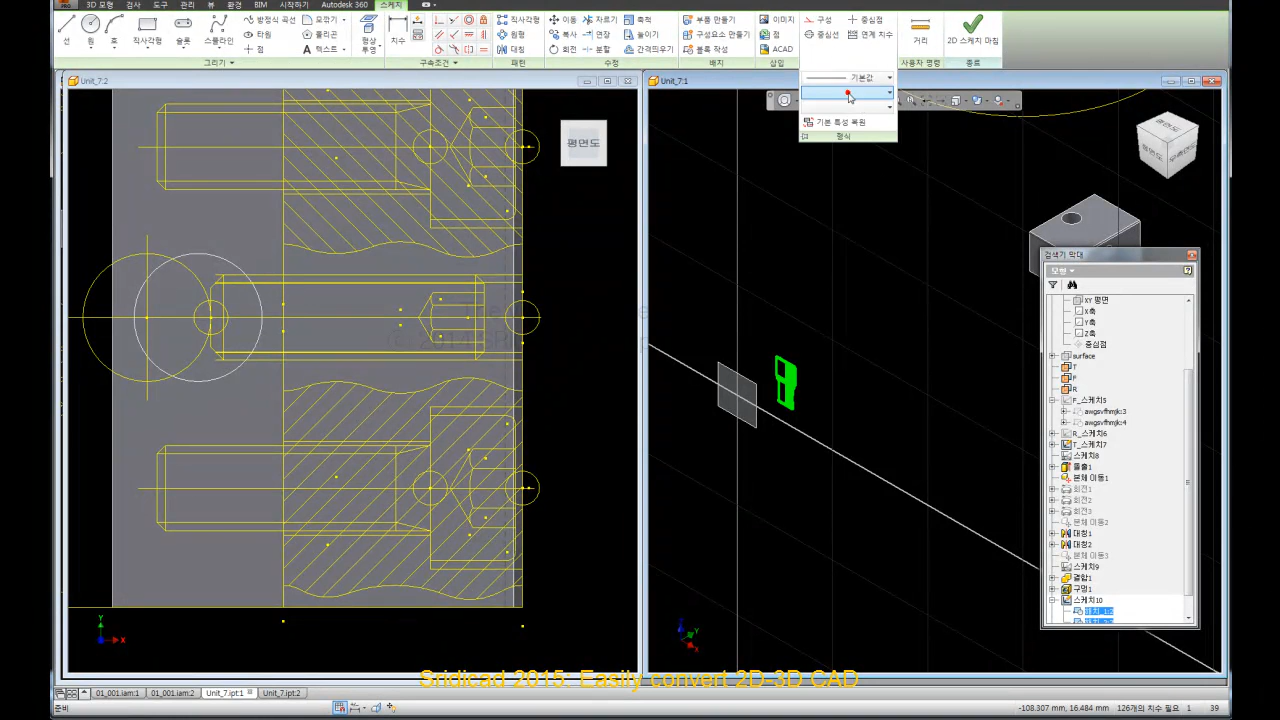 PRO 3D 모형 검사 도구 관리 뷰 환경 시작하기 BIM Autodesk 360 스케치
선 원 호 직사각형 슬롯 스플라인
방정식 곡선 모깎기
타원 폴리곤
점 텍스트
형상 투영
치수
직사각형
원형
대칭
이동 자르기 축척
복사 연장 늘이기
회전 분할 간격띄우기
부품 만들기
구성요소 만들기
블록 작성
이미지
점
ACAD
구성 중심점
중심선 연계 치수
거리
2D 스케치 마침
그리기 구속조건 패턴 수정 배치 삽입 사용자 명령 종료
기본값
기본 특성 복원
형식
Unit_7:2
Unit_7:1
평면도
평면도
검색기 막대
모형
XY 평면
X축
Y축
Z축
중심점
surface
T
F
R
F_스케치5
awgsvfhmjk:3
awgsvfhmjk:4
R_스케치6
T_스케치7
스케치8
돌출1
본체 이동1
회전1
회전2
회전3
본체 이동2
대칭1
대칭2
본체 이동3
스케치9
결합1
구멍1
스케치10
Y
X
Z
Y
X
Sridicad 2015: Easily convert 2D-3D CAD
01_001.iam:1 01_001.iam:2 Unit_7.ipt:1 Unit_7.ipt:2
준비
-108.307 mm, 16.484 mm 126개의 치수 필요 1 39